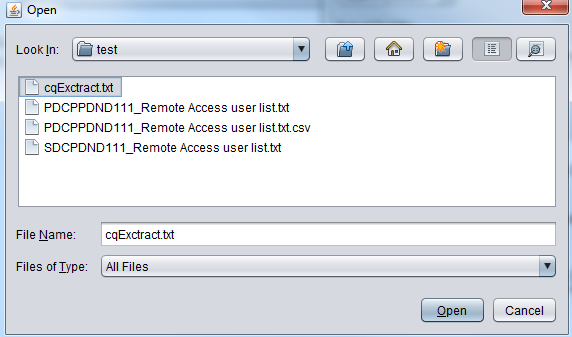 Open
Look In: test
cqExctract.txt
PDCPPDND111_Remote Access user list.txt
PDCPPDND111_Remote Access user list.txt.csv
SDCPDND111_Remote Access user list.txt
File Name: cqExctract.txt
Files of Type: All Files
Open Cancel